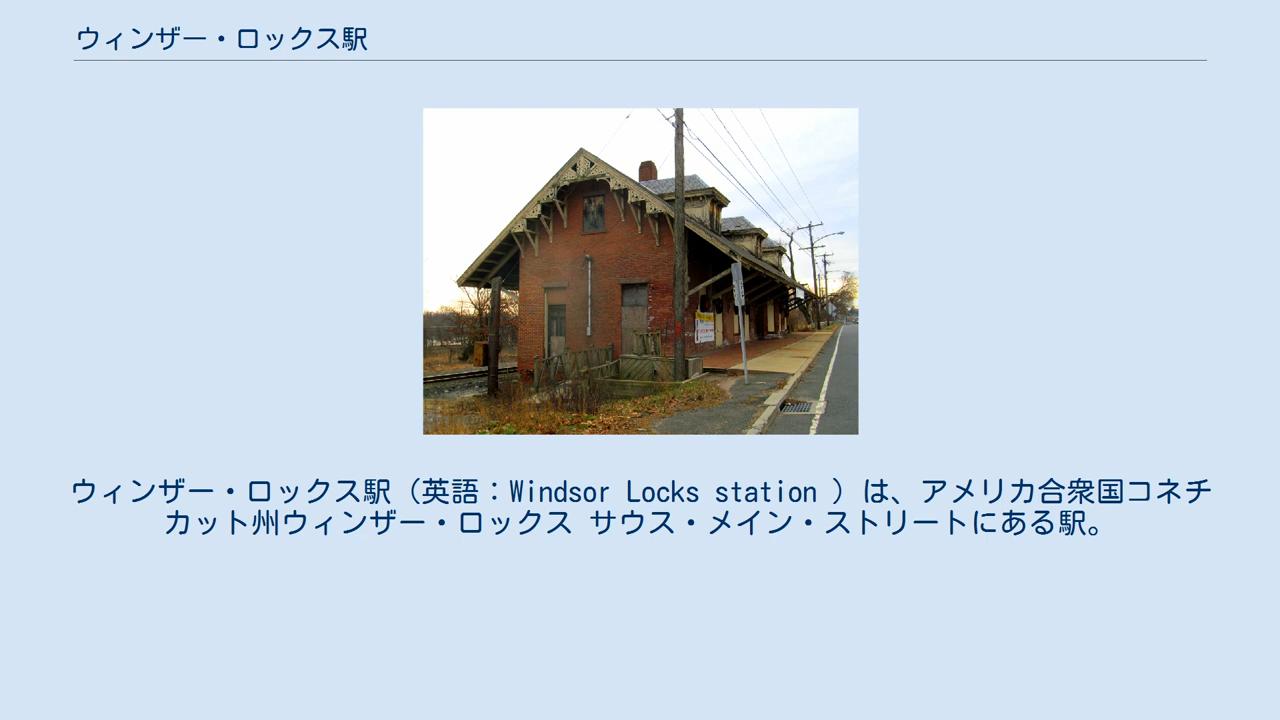 ウィンザー・ロックス駅
ウィンザー・ロックス駅（英語：Windsor Locks station ）は、アメリカ合衆国コネチ
カット州ウィンザー・ロックス サウス・メイン・ストリートにある駅。